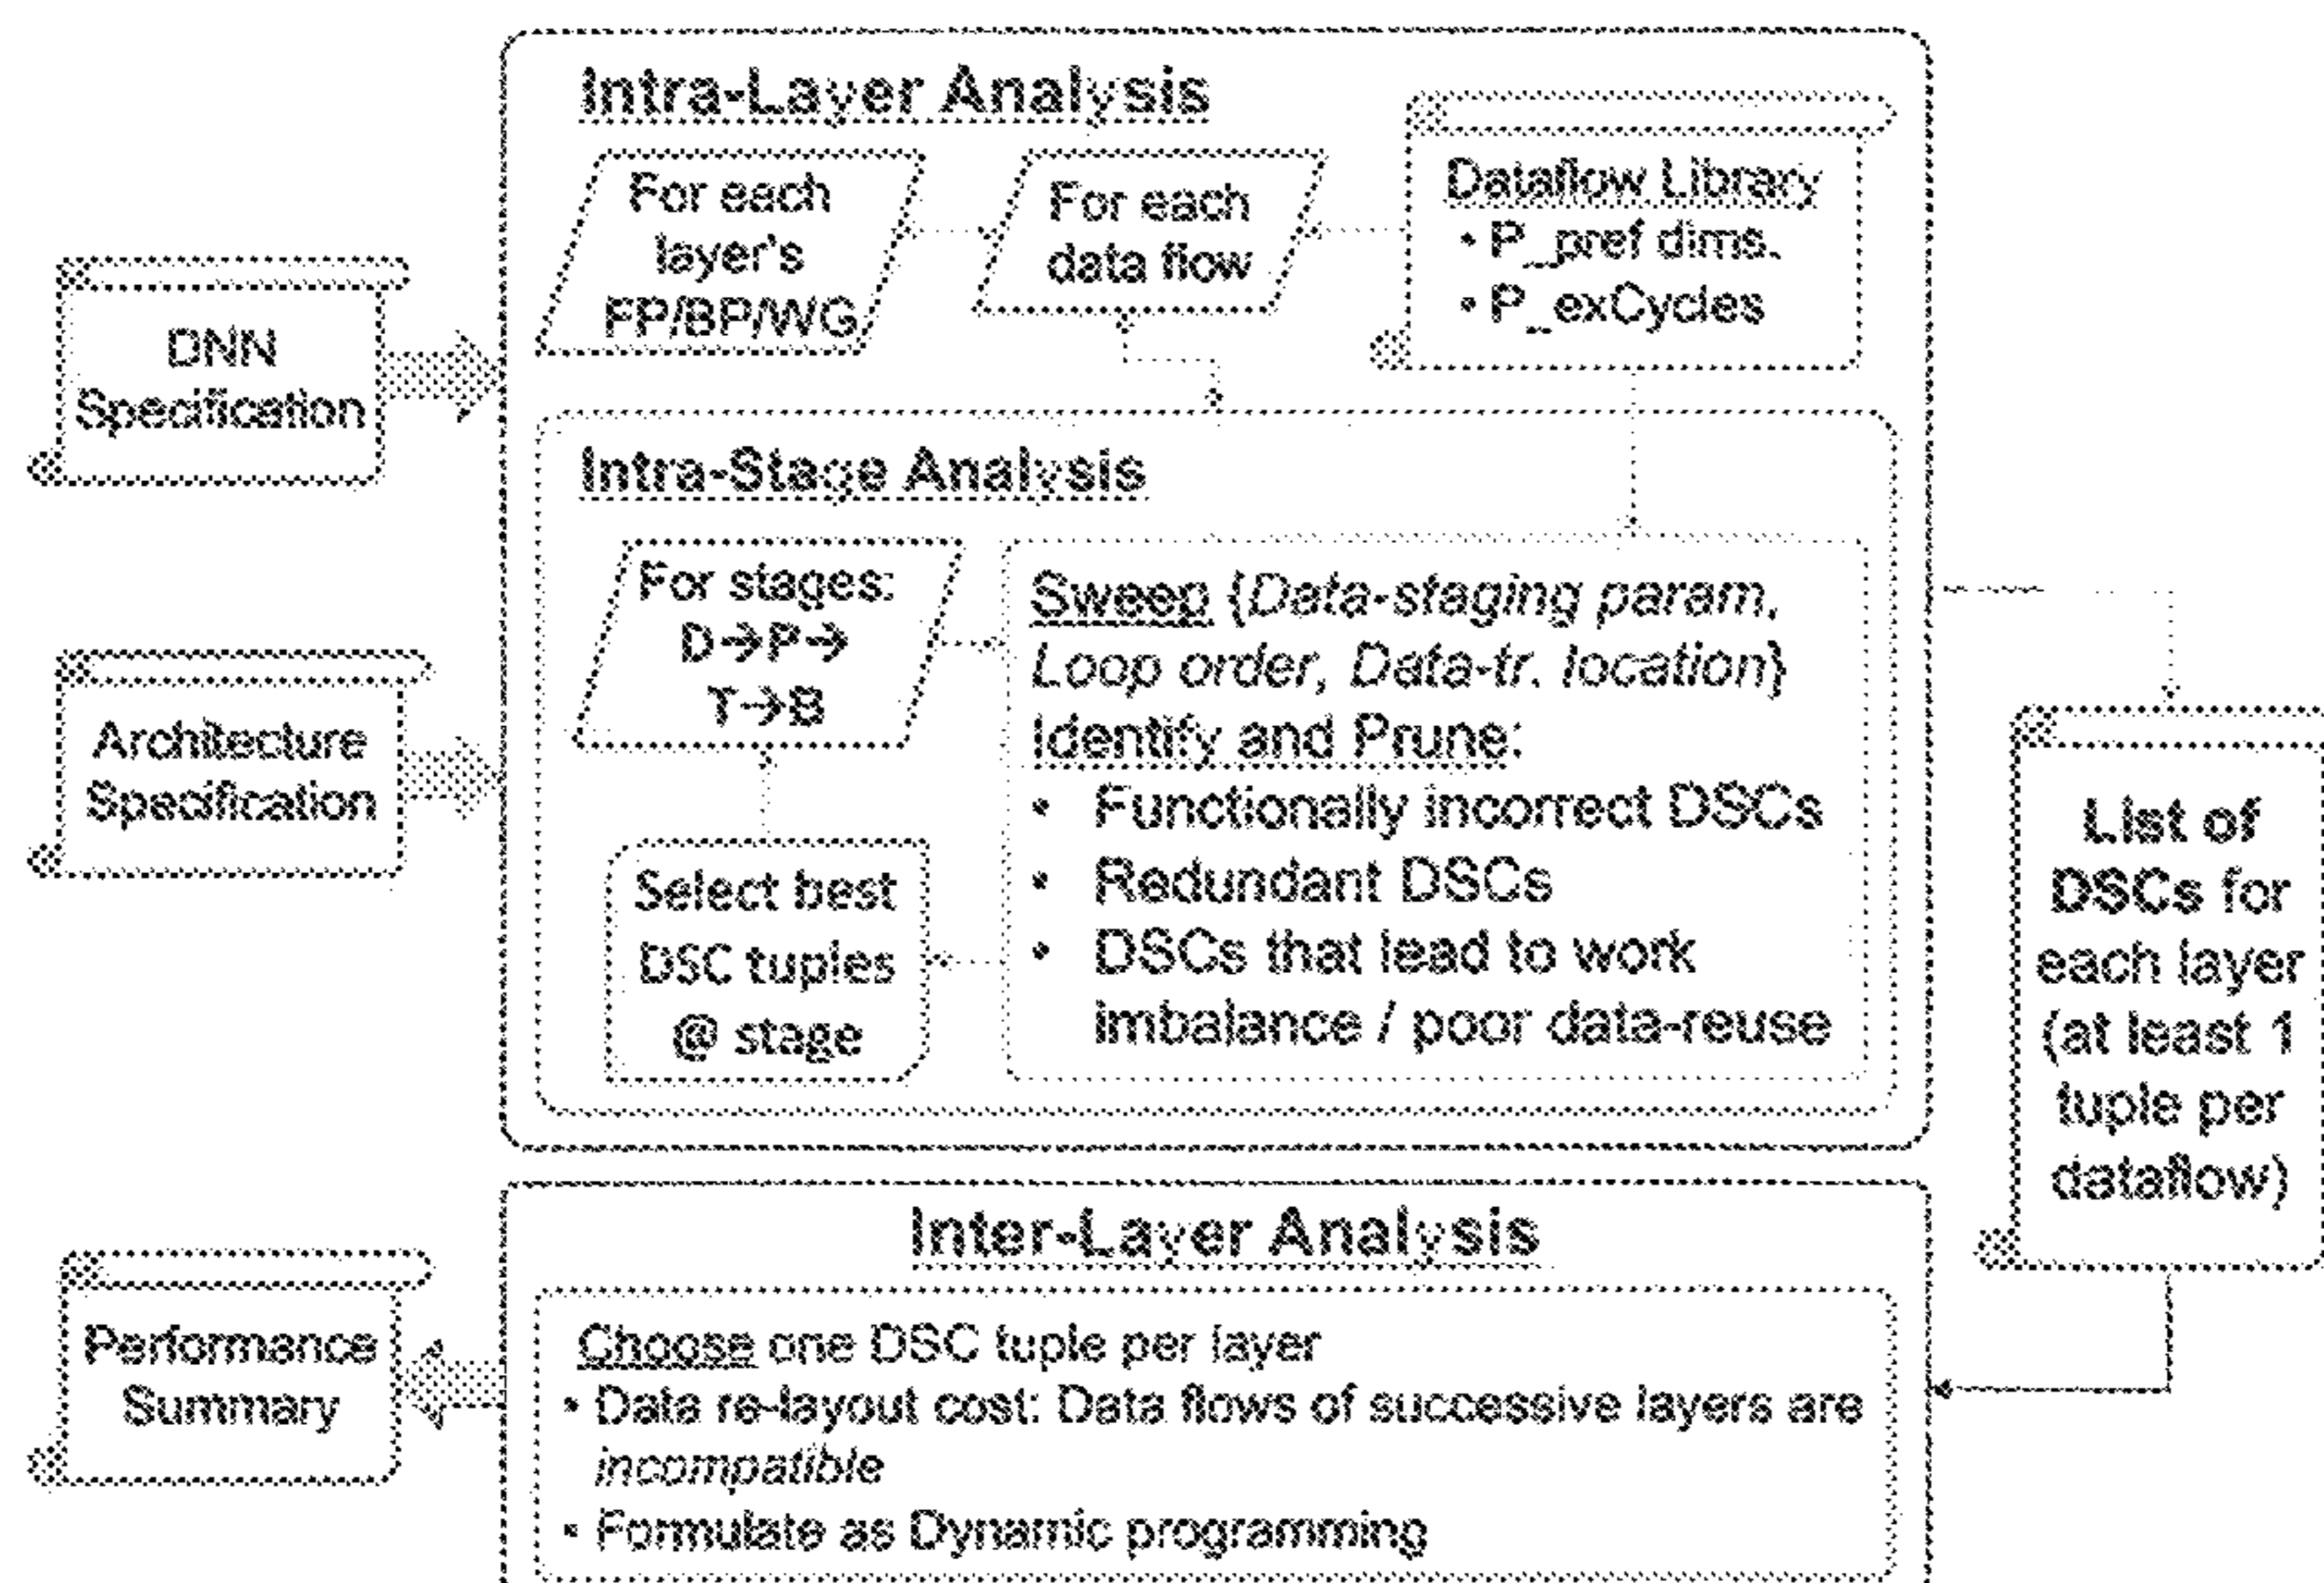 Intra-Layer Analysis
For each
layer's
FP/BP/WG
For each
data flow
Dataflow Library
• P_pref dims.
• P_exCycles
DNN
Specification
Architecture
Specification
Intra-Stage Analysis
For stages:
D→P→
T→B
Sweep {Data-staging param,
Loop order, Data-tr. location}
Identify and Prune:
• Functionally incorrect DSCs
• Redundant DSCs
• DSCs that lead to work
imbalance / poor data-reuse
Select best
DSC tuples
@ stage
List of
DSCs for
each layer
(at least 1
tuple per
dataflow)
Inter-Layer Analysis
Choose one DSC tuple per layer
• Data re-layout cost: Data flows of successive layers are
incompatible
• Formulate as Dynamic programming
Performance
Summary